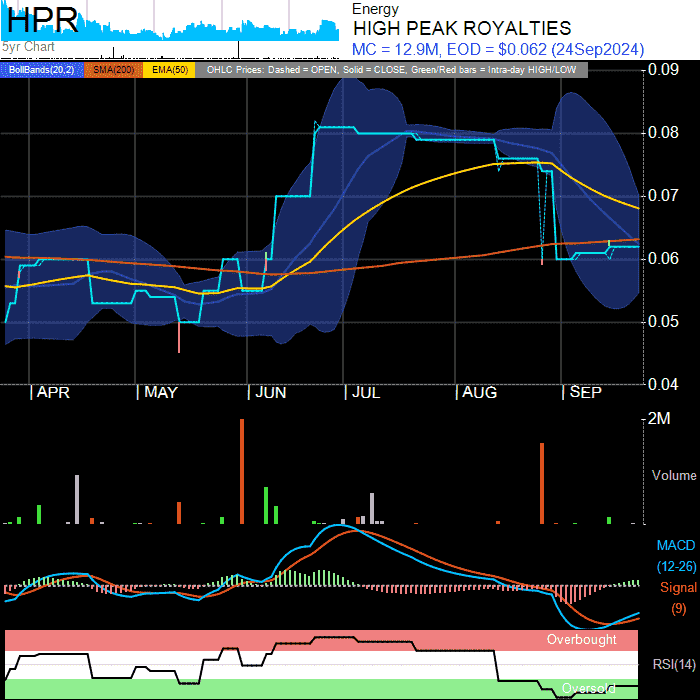 HPR
5yr Chart
Energy
HIGH PEAK ROYALTIES
MC = 12.9M, EOD = $0.062 (24Sep2024)
BollBands(20,2) SMA(200) EMA(50) OHLC Prices: Dashed = OPEN, Solid = CLOSE, Green/Red bars = Intra-day HIGH/LOW
0.09
0.08
0.07
0.06
0.05
0.04
APR MAY JUN JUL AUG SEP
2M
Volume
MACD
(12-26)
Signal
(9)
Overbought
RSI(14)
Oversold